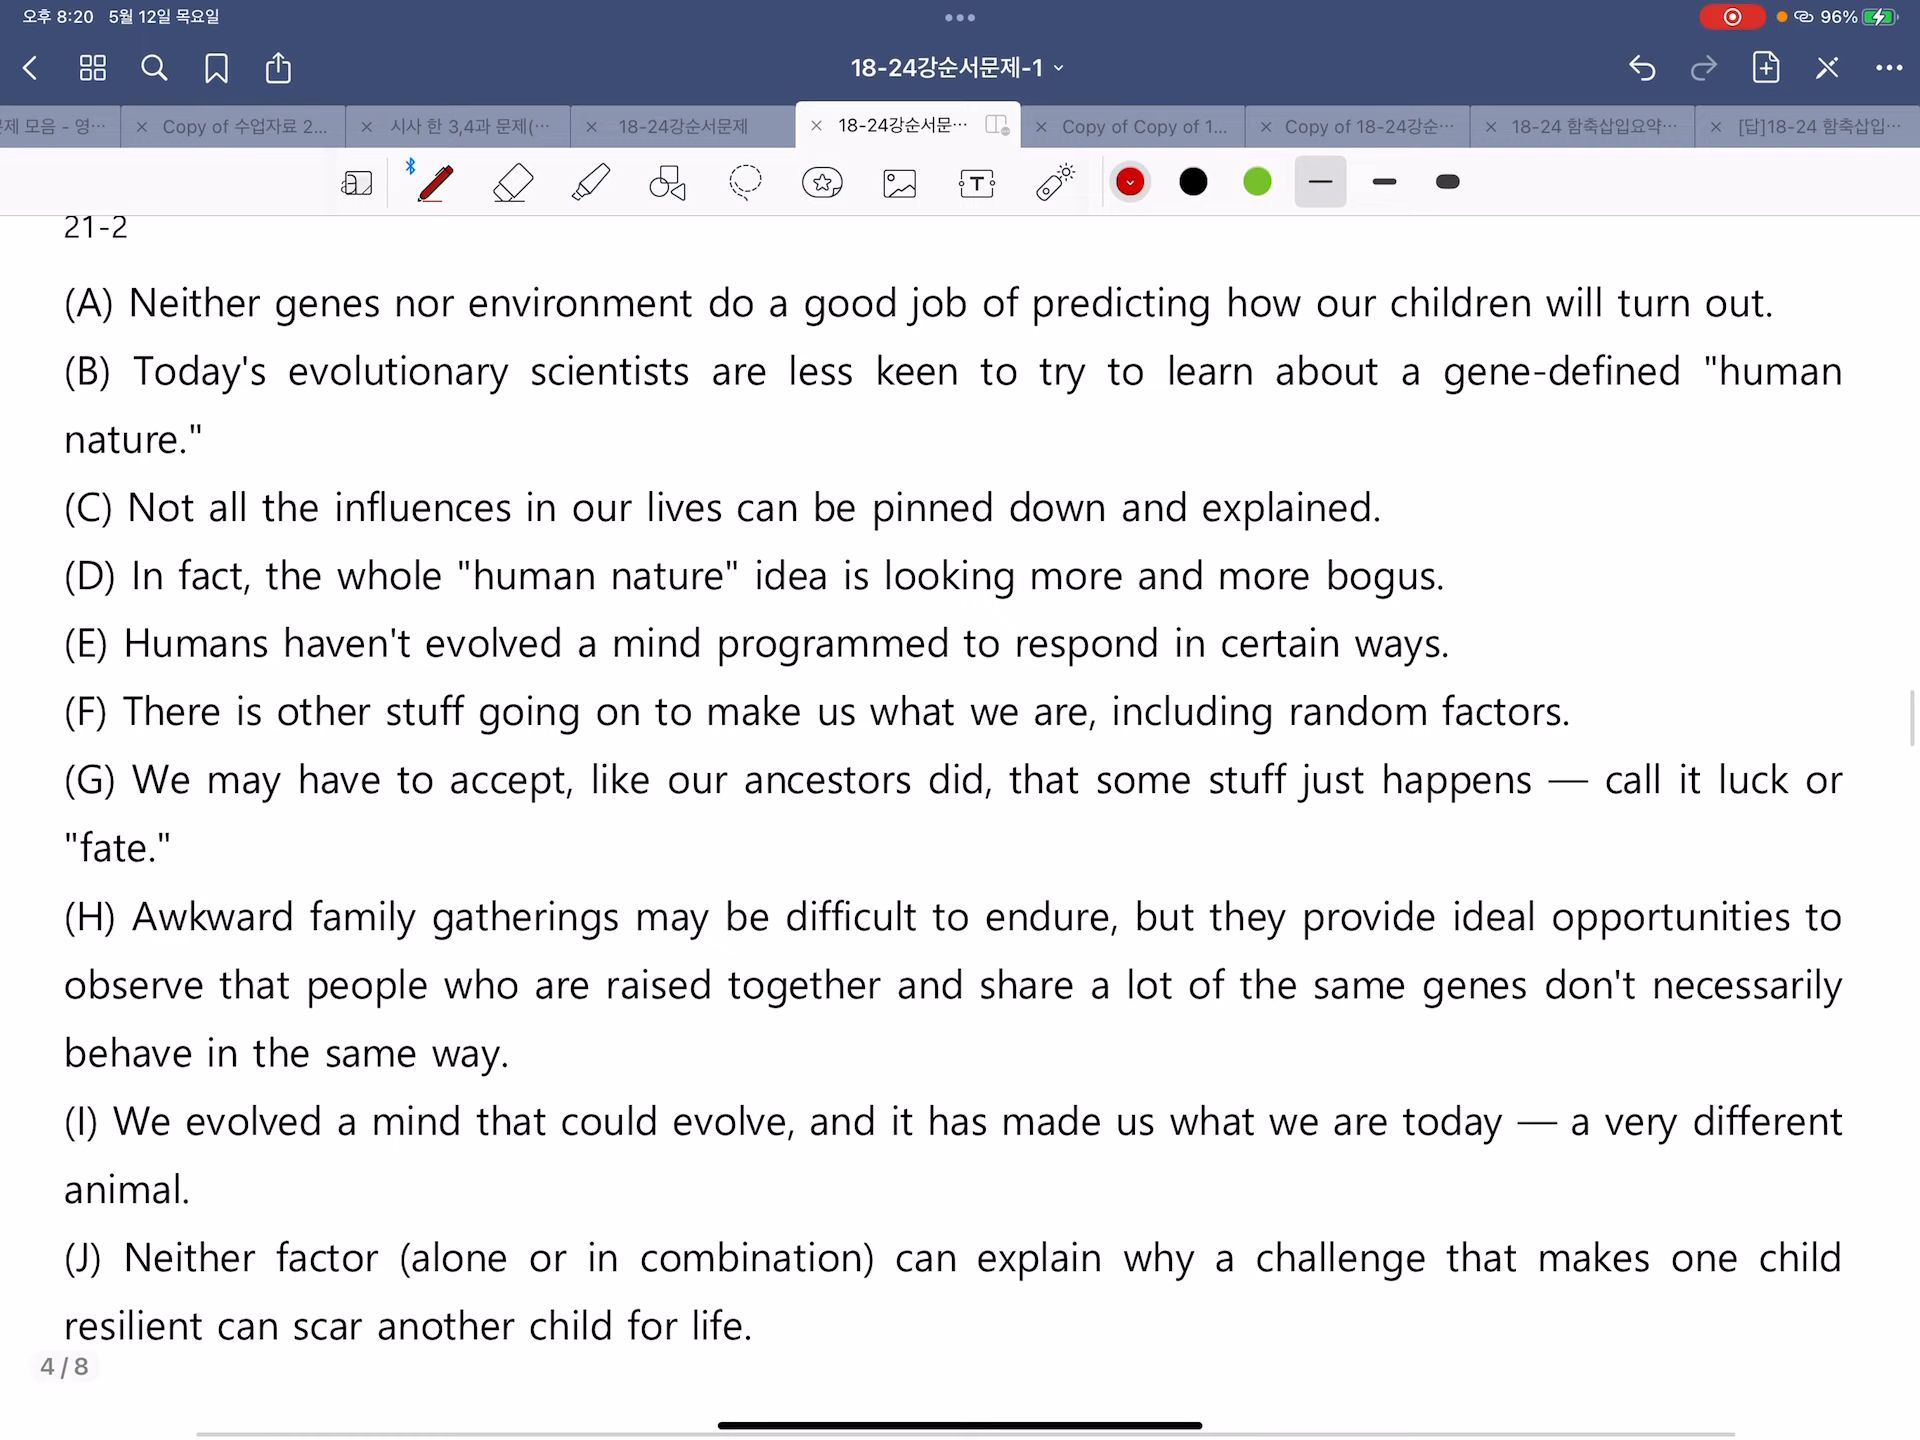 오후 8:20 5월 12일 목요일
96%
18-24강순서문제-1
제 모음 - 영…
Copy of 수업자료 2…
시사 한 3,4과 문제(…
18-24강순서문제
18-24강순서문…
Copy of Copy of 1…
Copy of 18-24강순…
18-24 함축삽입요약…
[답]18-24 함축삽입…
21-2
(A) Neither genes nor environment do a good job of predicting how our children will turn out.
(B) Today's evolutionary scientists are less keen to try to learn about a gene-defined "human
nature."
(C) Not all the influences in our lives can be pinned down and explained.
(D) In fact, the whole "human nature" idea is looking more and more bogus.
(E) Humans haven't evolved a mind programmed to respond in certain ways.
(F) There is other stuff going on to make us what we are, including random factors.
(G) We may have to accept, like our ancestors did, that some stuff just happens — call it luck or
"fate."
(H) Awkward family gatherings may be difficult to endure, but they provide ideal opportunities to
observe that people who are raised together and share a lot of the same genes don't necessarily
behave in the same way.
(I) We evolved a mind that could evolve, and it has made us what we are today — a very different
animal.
(J) Neither factor (alone or in combination) can explain why a challenge that makes one child
resilient can scar another child for life.
4 / 8